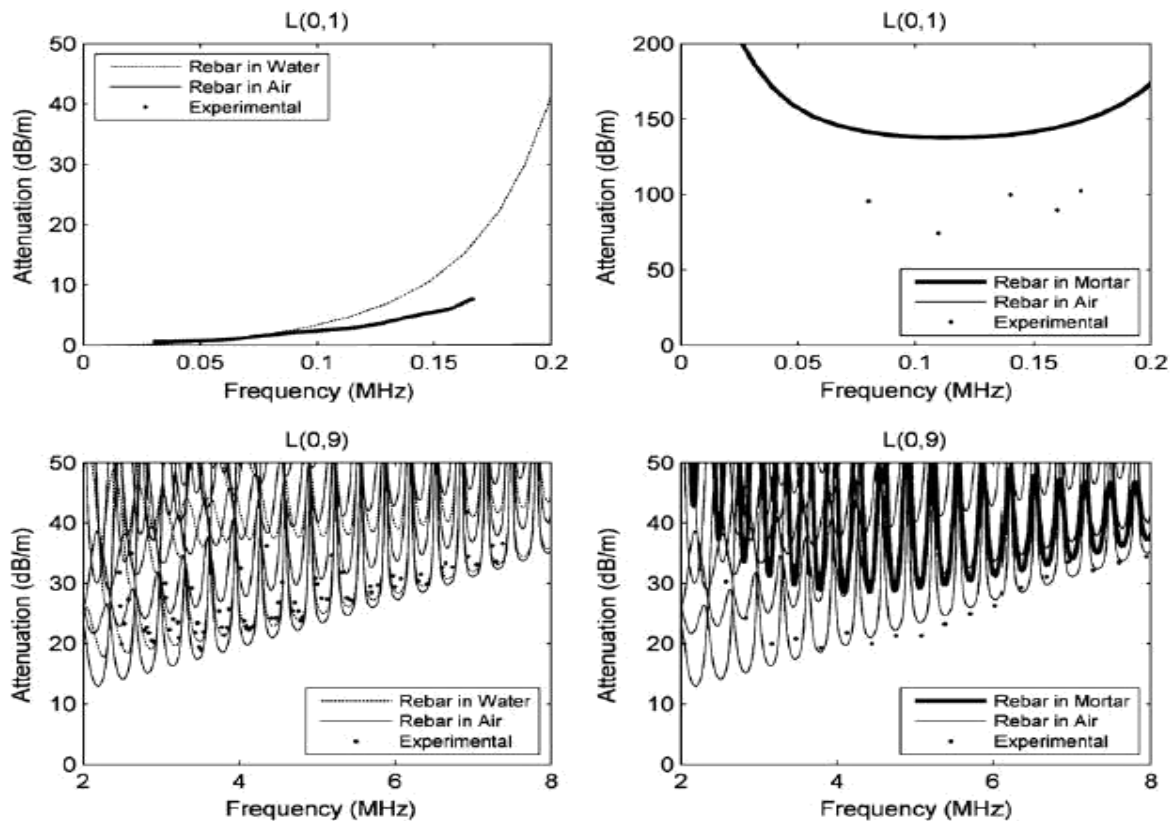 L(0,1)
50
40
30
20
10
0
Attenuation (dB/m)
Rebar in Water
Rebar in Air
Experimental
0 0.05 0.1 0.15 0.2
Frequency (MHz)
L(0,1)
200
150
100
50
0
Attenuation (dB/m)
Rebar in Mortar
Rebar in Air
Experimental
0 0.05 0.1 0.15 0.2
Frequency (MHz)
L(0,9)
50
40
30
20
10
0
Attenuation (dB/m)
Rebar in Water
Rebar in Air
Experimental
2 4 6 8
Frequency (MHz)
L(0,9)
50
40
30
20
10
0
Attenuation (dB/m)
Rebar in Mortar
Rebar in Air
Experimental
2 4 6 8
Frequency (MHz)